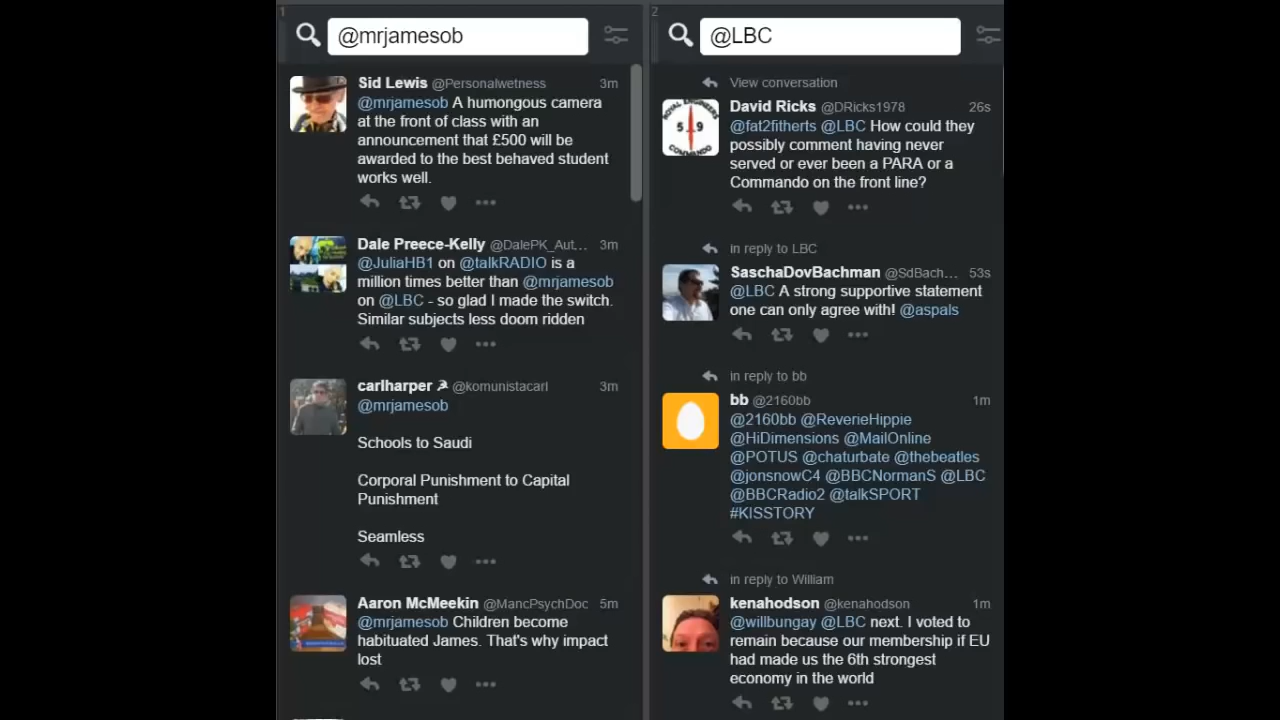 1
@mrjamesob
Sid Lewis @Personalwetness 3m
@mrjamesob A humongous camera
at the front of class with an
announcement that £500 will be
awarded to the best behaved student
works well.
Dale Preece-Kelly @DalePK_Aut... 3m
@JuliaHB1 on @talkRADIO is a
million times better than @mrjamesob
on @LBC - so glad I made the switch.
Similar subjects less doom ridden
carlharper ☭ @komunistacarl 3m
@mrjamesob
Schools to Saudi
Corporal Punishment to Capital
Punishment
Seamless
Aaron McMeekin @MancPsychDoc 5m
@mrjamesob Children become
habituated James. That's why impact
lost
2
@LBC
View conversation
ROYAL ENGINEERS
5 9
COMMANDO
David Ricks @DRicks1978 26s
@fat2fitherts @LBC How could they
possibly comment having never
served or ever been a PARA or a
Commando on the front line?
in reply to LBC
SaschaDovBachman @SdBach... 53s
@LBC A strong supportive statement
one can only agree with! @aspals
in reply to bb
bb @2160bb 1m
@2160bb @ReverieHippie
@HiDimensions @MailOnline
@POTUS @chaturbate @thebeatles
@jonsnowC4 @BBCNormanS @LBC
@BBCRadio2 @talkSPORT
#KISSTORY
in reply to William
kenahodson @kenahodson 1m
@willbungay @LBC next. I voted to
remain because our membership if EU
had made us the 6th strongest
economy in the world